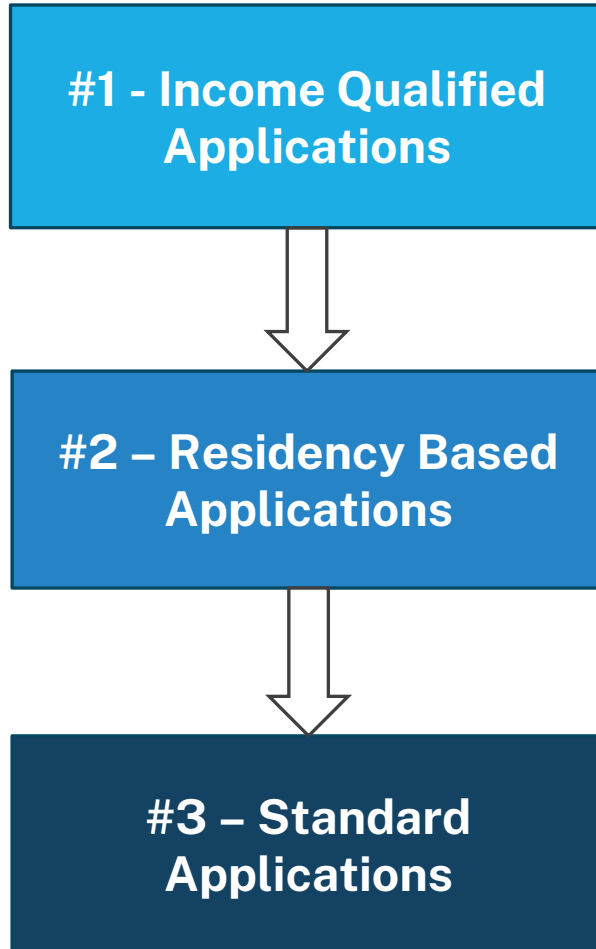 #1 - Income Qualified
Applications
#2 – Residency Based
Applications
#3 – Standard
Applications